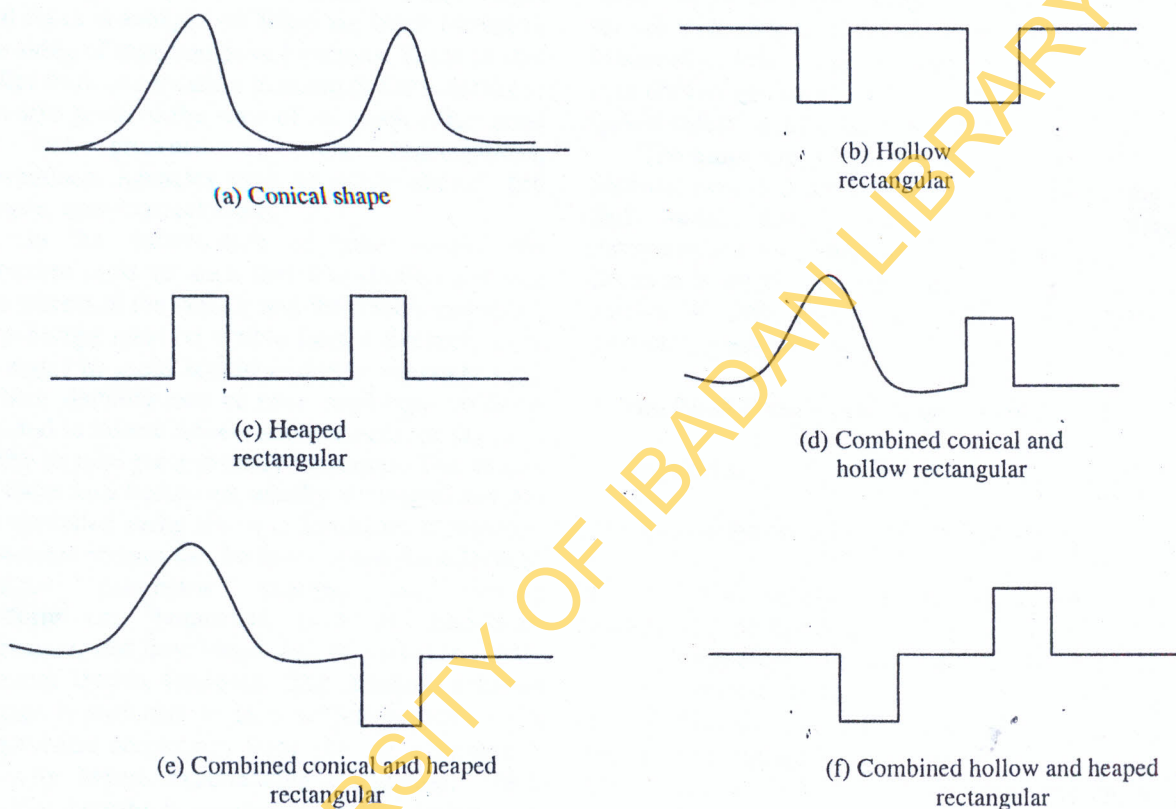 (a) Conical shape
(b) Hollow
rectangular
(c) Heaped
rectangular
(d) Combined conical and
hollow rectangular
(e) Combined conical and heaped
rectangular
(f) Combined hollow and heaped
rectangular
RSITY OF IBADAN LIBRARY